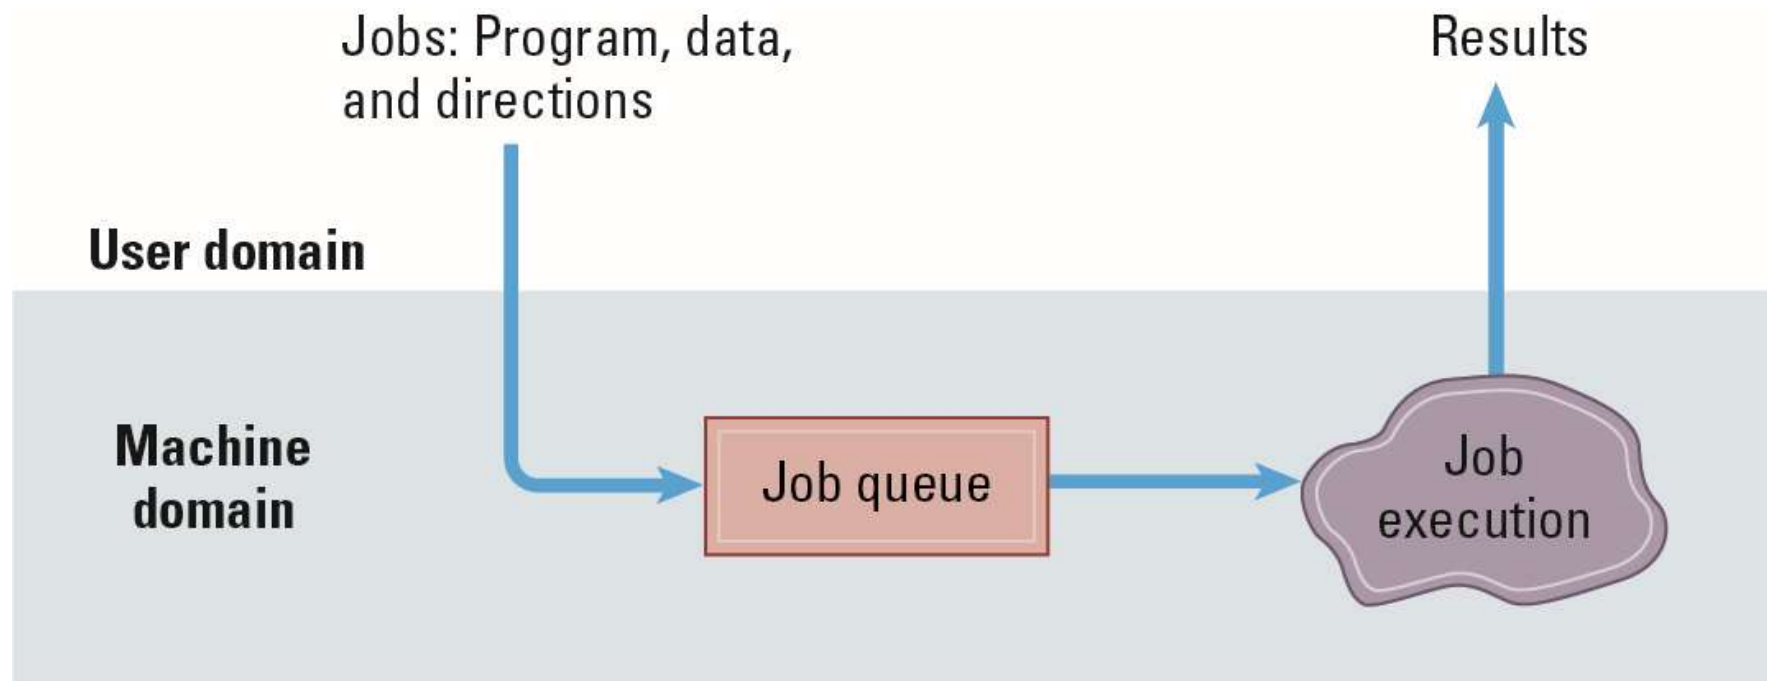 Jobs: Program, data,
and directions
Results
User domain
Machine
domain
Job queue
Job
execution